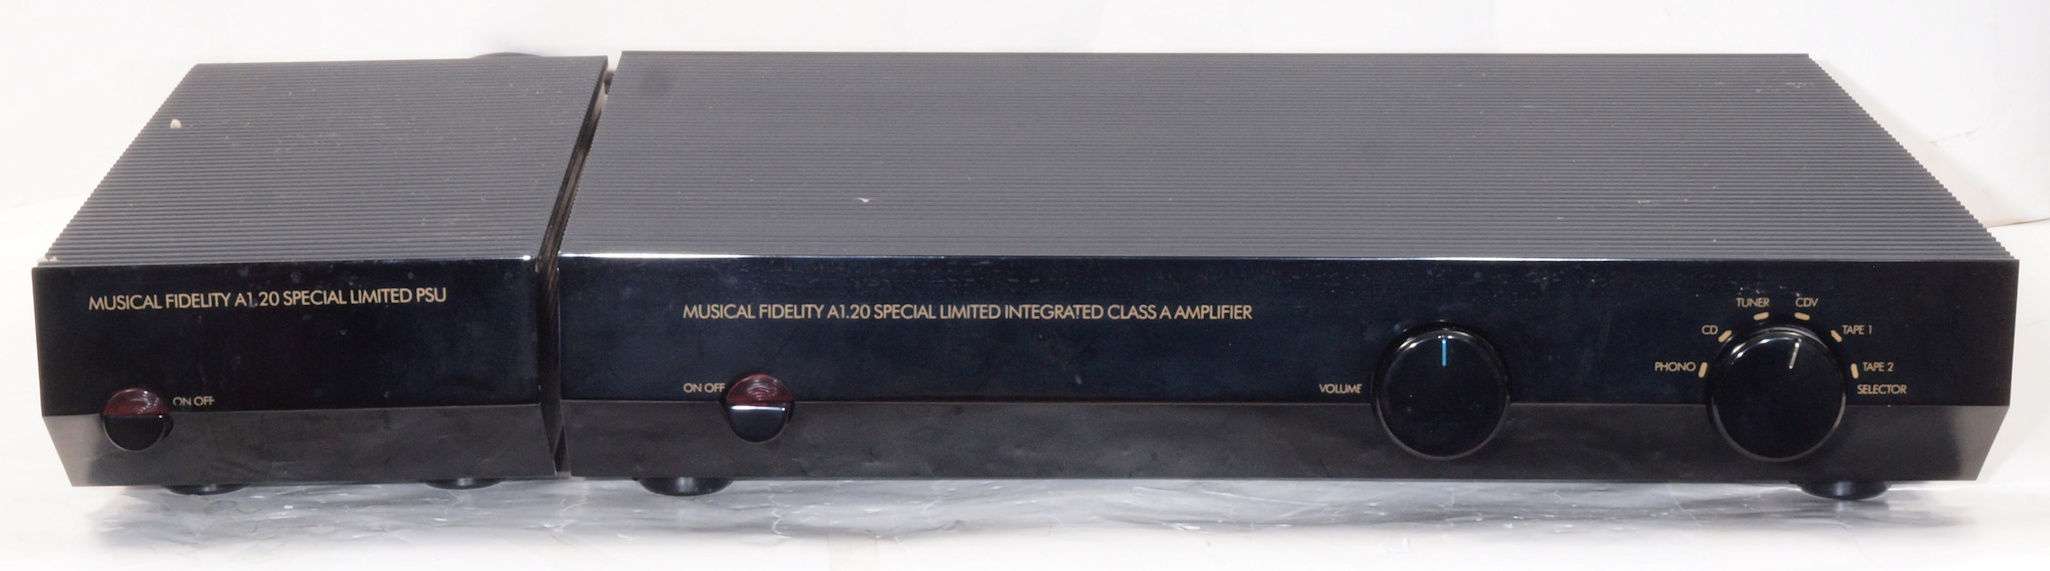 MUSICAL FIDELITY A1.20 SPECIAL LIMITED PSU
ON OFF
MUSICAL FIDELITY A1.20 SPECIAL LIMITED INTEGRATED CLASS A AMPLIFIER
ON OFF
VOLUME
PHONO
CD
TUNER
CDV
TAPE 1
TAPE 2
SELECTOR